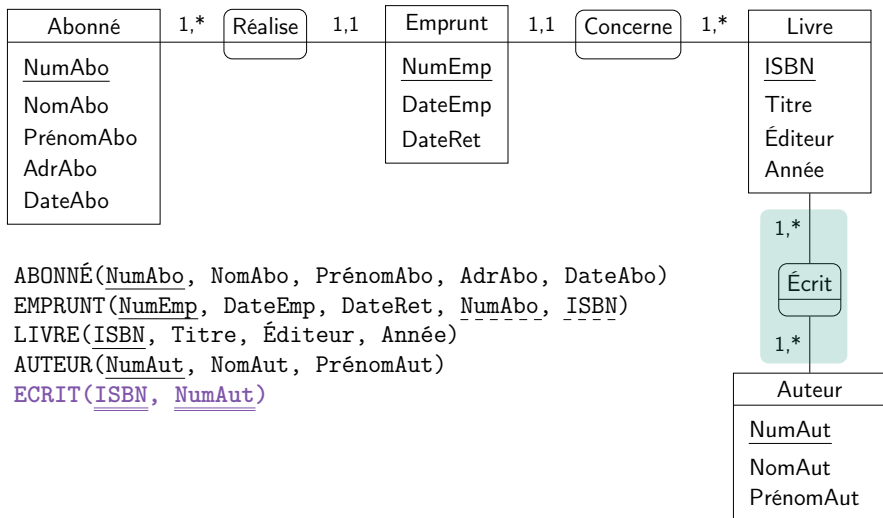 Abonné 1,* Réalise 1,1 Emprunt 1,1 Concerne 1,* Livre
NumAbo
NomAbo
PrénomAbo
AdrAbo
DateAbo
NumEmp
DateEmp
DateRet
ISBN
Titre
Éditeur
Année
1,*
Écrit
1,*
Auteur
NumAut
NomAut
PrénomAut
ABONNÉ(NumAbo, NomAbo, PrénomAbo, AdrAbo, DateAbo)
EMPRUNT(NumEmp, DateEmp, DateRet, NumAbo, ISBN)
LIVRE(ISBN, Titre, Éditeur, Année)
AUTEUR(NumAut, NomAut, PrénomAut)
ECRIT(ISBN, NumAut)